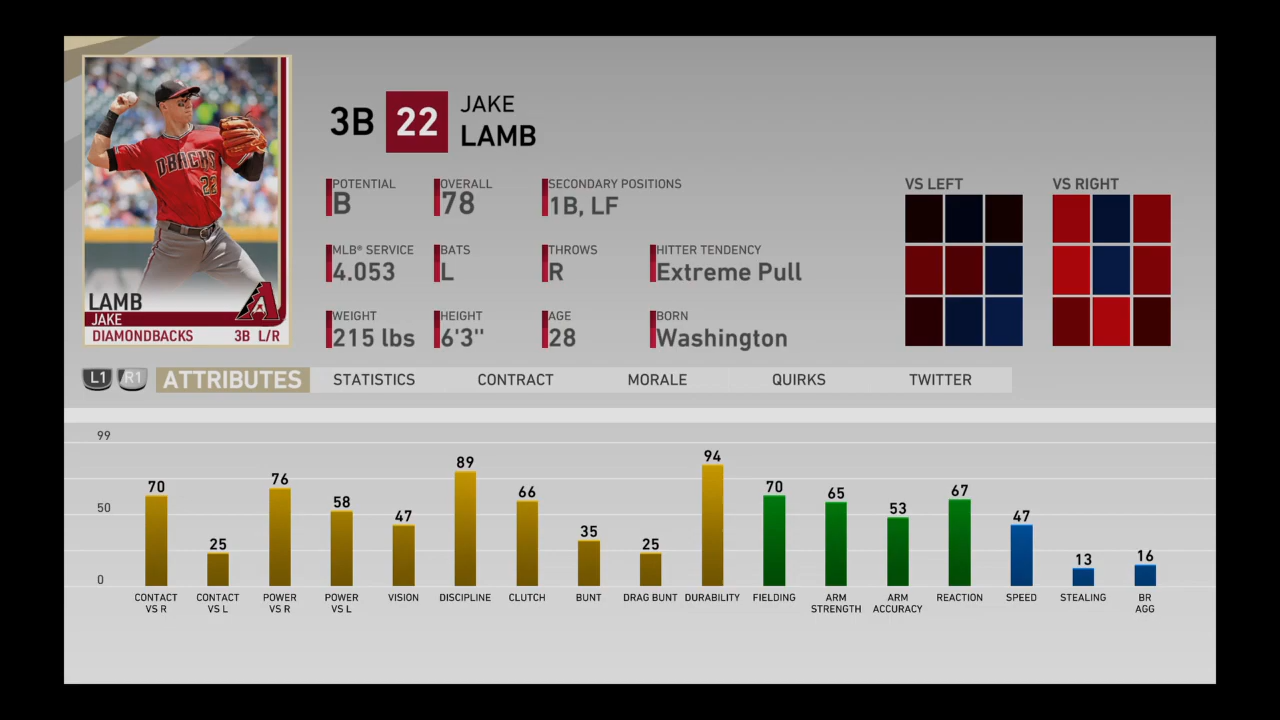 3B 22 JAKE
LAMB
POTENTIAL OVERALL SECONDARY POSITIONS
B 78 1B, LF
MLB® SERVICE BATS THROWS HITTER TENDENCY
4.053 L R Extreme Pull
WEIGHT HEIGHT AGE BORN
215 lbs 6'3" 28 Washington
VS LEFT VS RIGHT
DBACKS
22
LAMB
JAKE
DIAMONDBACKS 3B L/R
L1 R1 ATTRIBUTES STATISTICS CONTRACT MORALE QUIRKS TWITTER
99
50
0
70 25 76 58 47 89 66 35 25 94 70 65 53 67 47 13 16
CONTACT VS R
CONTACT VS L
POWER VS R
POWER VS L
VISION
DISCIPLINE
CLUTCH
BUNT
DRAG BUNT
DURABILITY
FIELDING
ARM STRENGTH
ARM ACCURACY
REACTION
SPEED
STEALING
BR AGG